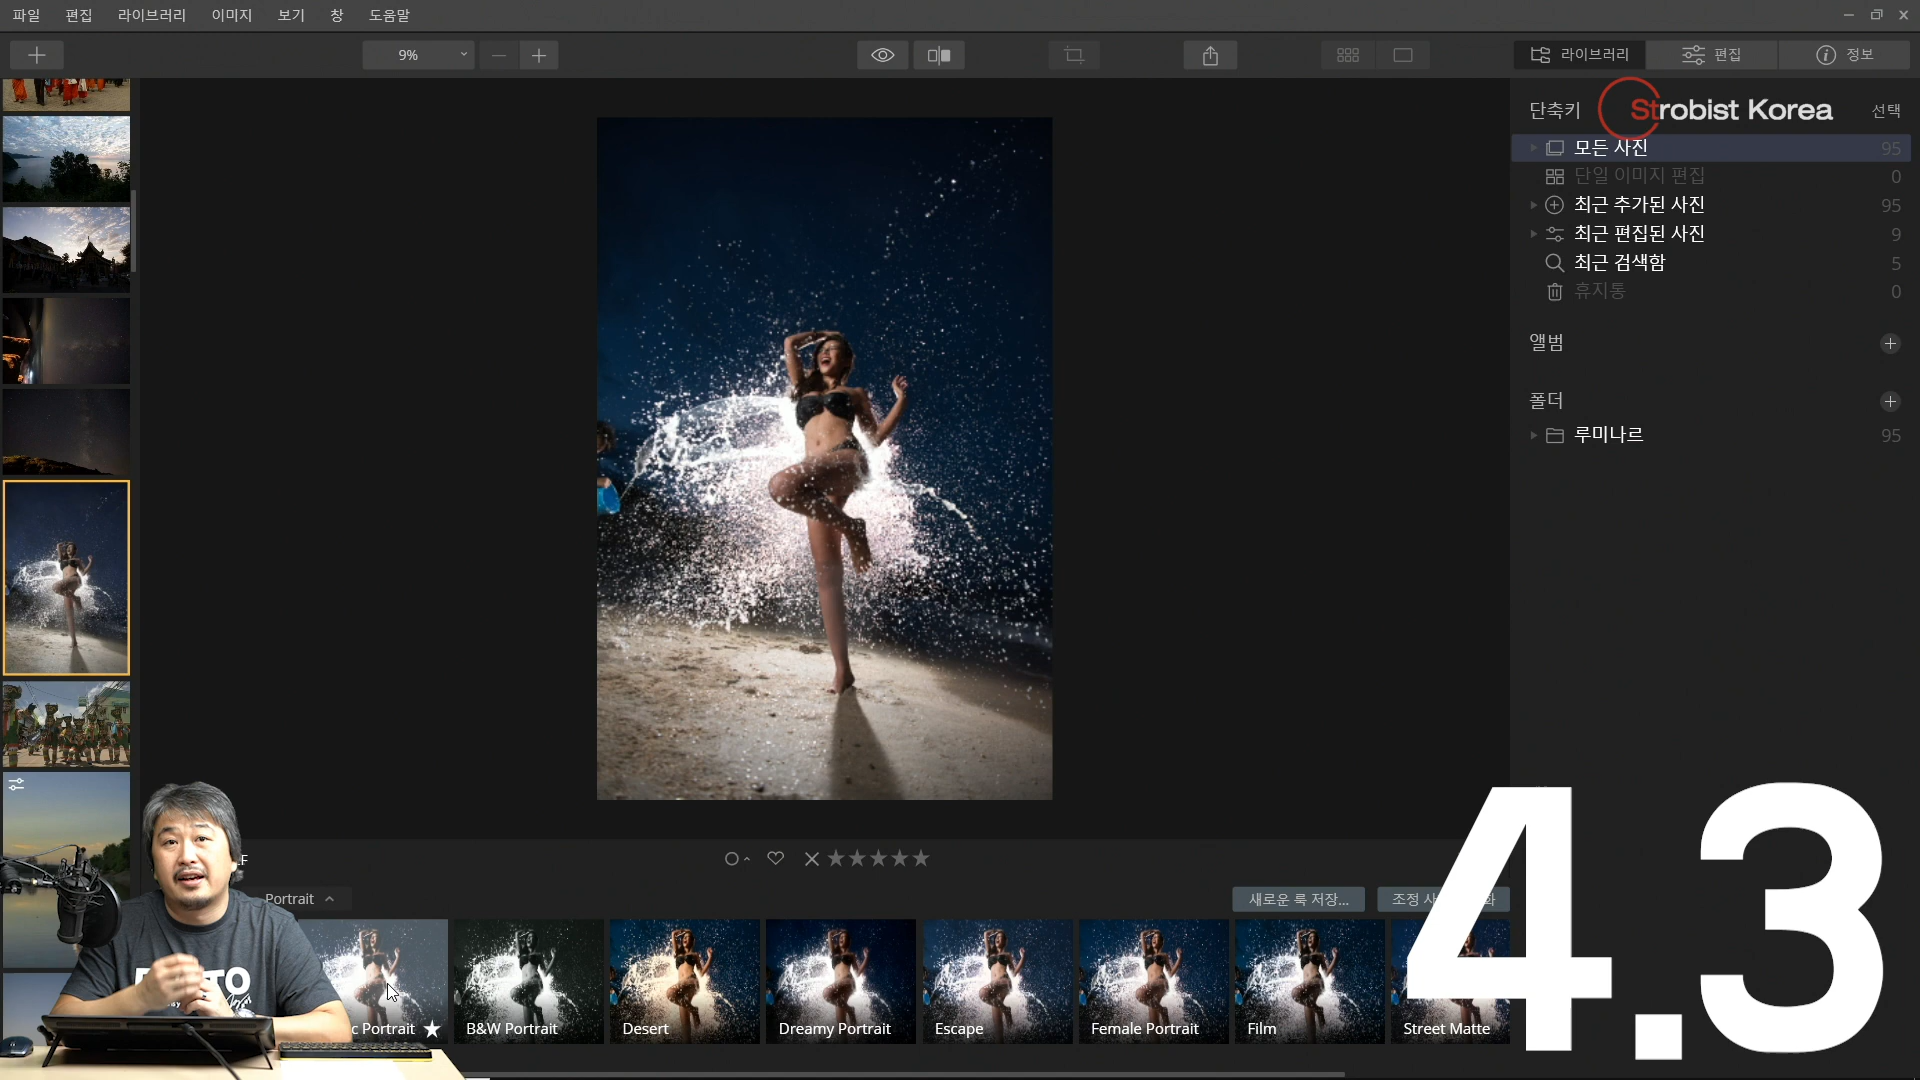 파일 편집 라이브러리 이미지 보기 창 도움말
9%
라이브러리 편집 정보
단축키 Strobist Korea 선택
모든 사진 95
단일 이미지 편집 0
최근 추가된 사진 95
최근 편집된 사진 9
최근 검색함 5
휴지통 0
앨범
폴더
루미나르 95
Portrait
새로운 룩 저장...
조정
c Portrait
B&W Portrait
Desert
Dreamy Portrait
Escape
Female Portrait
Film
Street Matte
4.3